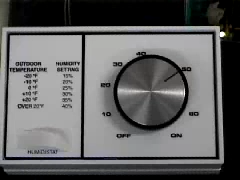 OUTDOOR TEMPERATURE HUMIDITY SETTING
-20 °F 15%
-10 °F 20%
0 °F 25%
+10 °F 30%
+20 °F 35%
OVER 20°F 40%
10
20
30
40
50
60
OFF
ON
HUMIDISTAT